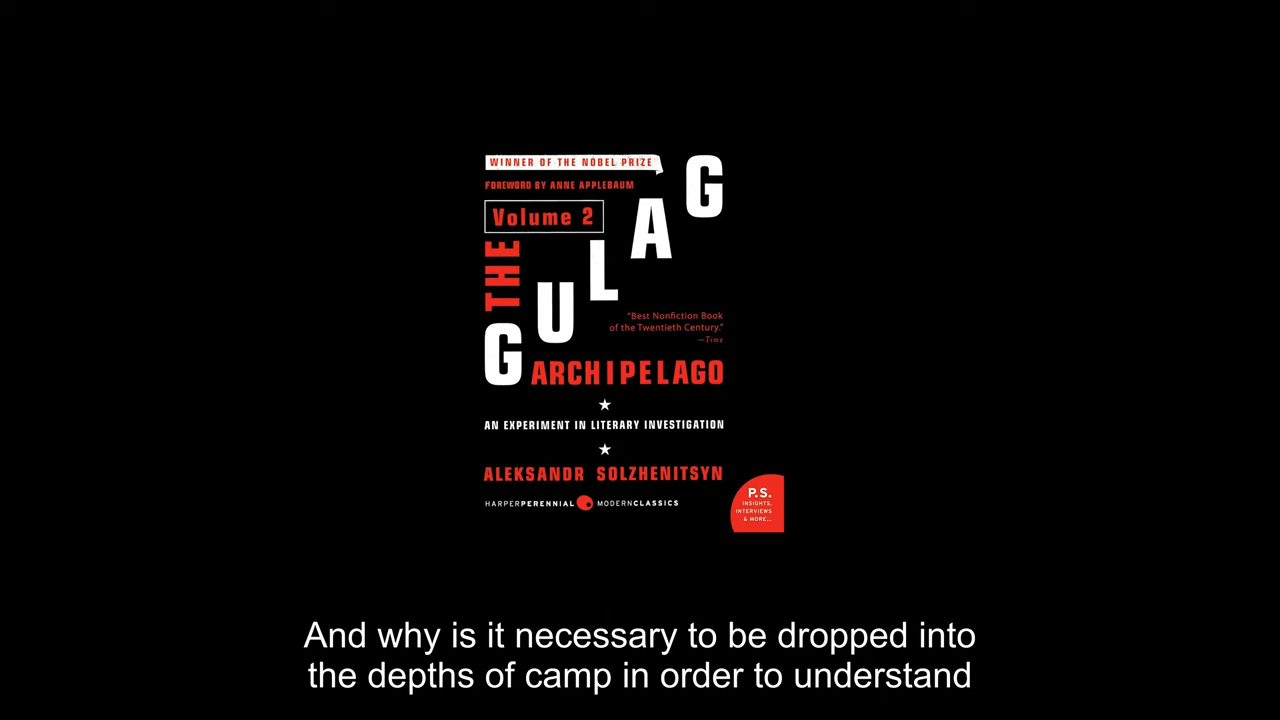 WINNER OF THE NOBEL PRIZE
FOREWORD BY ANNE APPLEBAUM
Volume 2
THE
GULAG
"Best Nonfiction Book
of the Twentieth Century."
—Time
ARCHIPELAGO
AN EXPERIMENT IN LITERARY INVESTIGATION
ALEKSANDR SOLZHENITSYN
HARPERPERENNIAL MODERNCLASSICS
P.S.
INSIGHTS,
INTERVIEWS
& MORE...
And why is it necessary to be dropped into
the depths of camp in order to understand